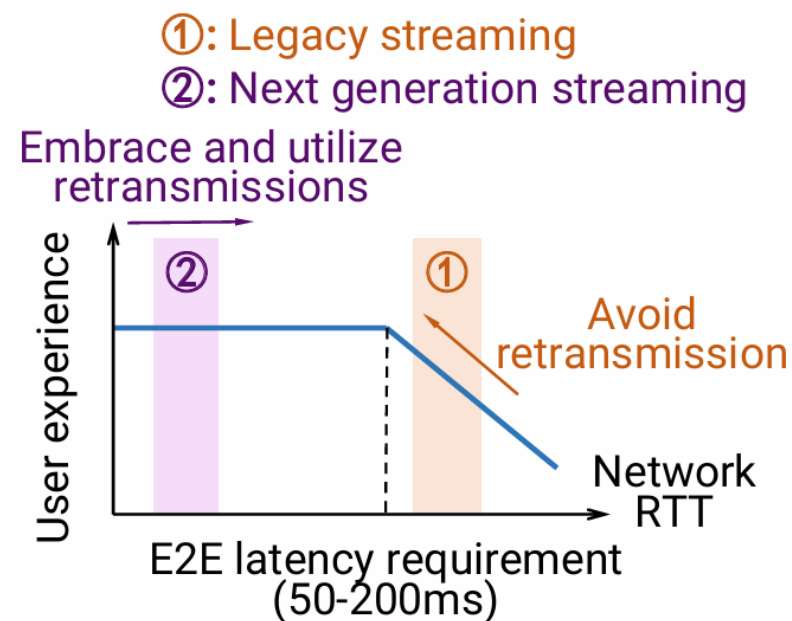 ①: Legacy streaming
②: Next generation streaming
Embrace and utilize
retransmissions
②
①
Avoid
retransmission
User experience
Network
RTT
E2E latency requirement
(50-200ms)